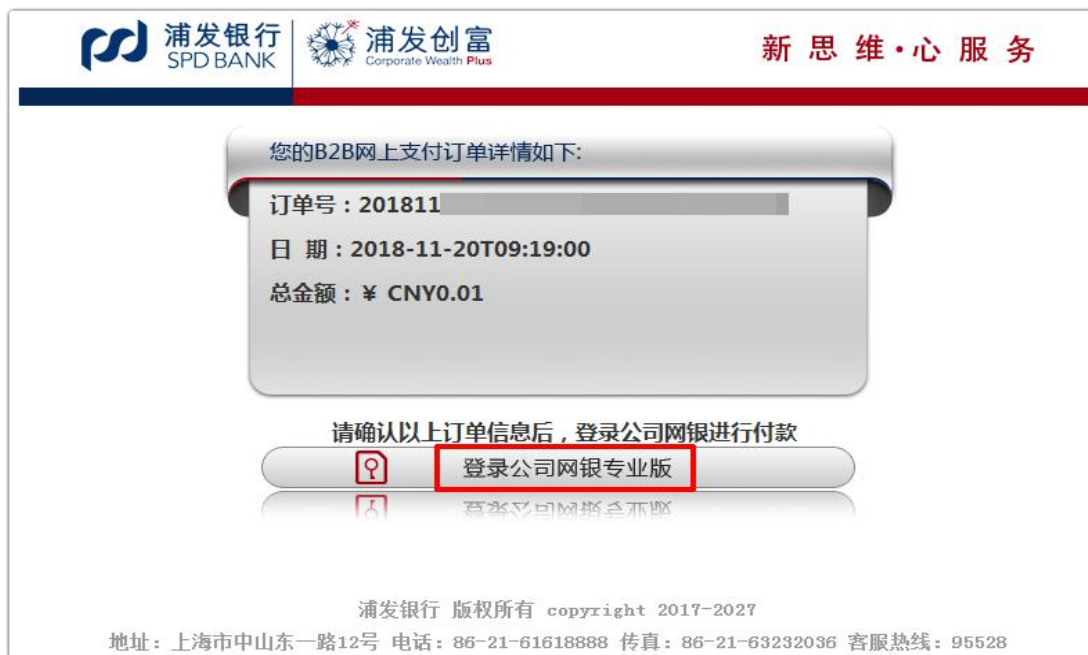 浦发银行
SPD BANK
浦发创富
Corporate Wealth Plus
新思维·心服务
您的B2B网上支付订单详情如下:
订单号：201811
日 期：2018-11-20T09:19:00
总金额：¥ CNY0.01
请确认以上订单信息后，登录公司网银进行付款
登录公司网银专业版
浦发银行 版权所有 copyright 2017-2027
地址：上海市中山东一路12号 电话：86-21-61618888 传真：86-21-63232036 客服热线：95528